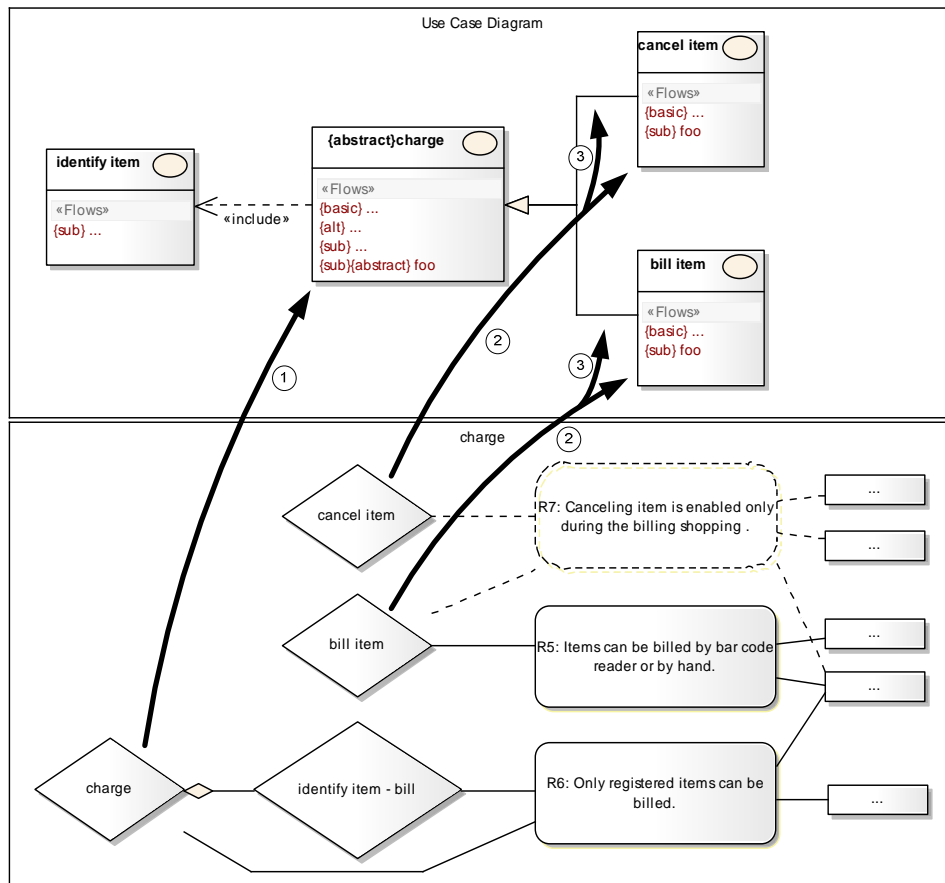 Use Case Diagram
cancel item
«Flows»
{basic} ...
{sub} foo
3
{abstract}charge
«Flows»
{basic} ...
{alt} ...
{sub} ...
{sub}{abstract} foo
identify item
«Flows»
{sub} ...
«include»
bill item
«Flows»
{basic} ...
{sub} foo
2
3
1
charge
2
cancel item
R7: Canceling item is enabled only
during the billing shopping .
...
...
bill item
R5: Items can be billed by bar code
reader or by hand.
...
...
charge
identify item - bill
R6: Only registered items can be
billed.
...